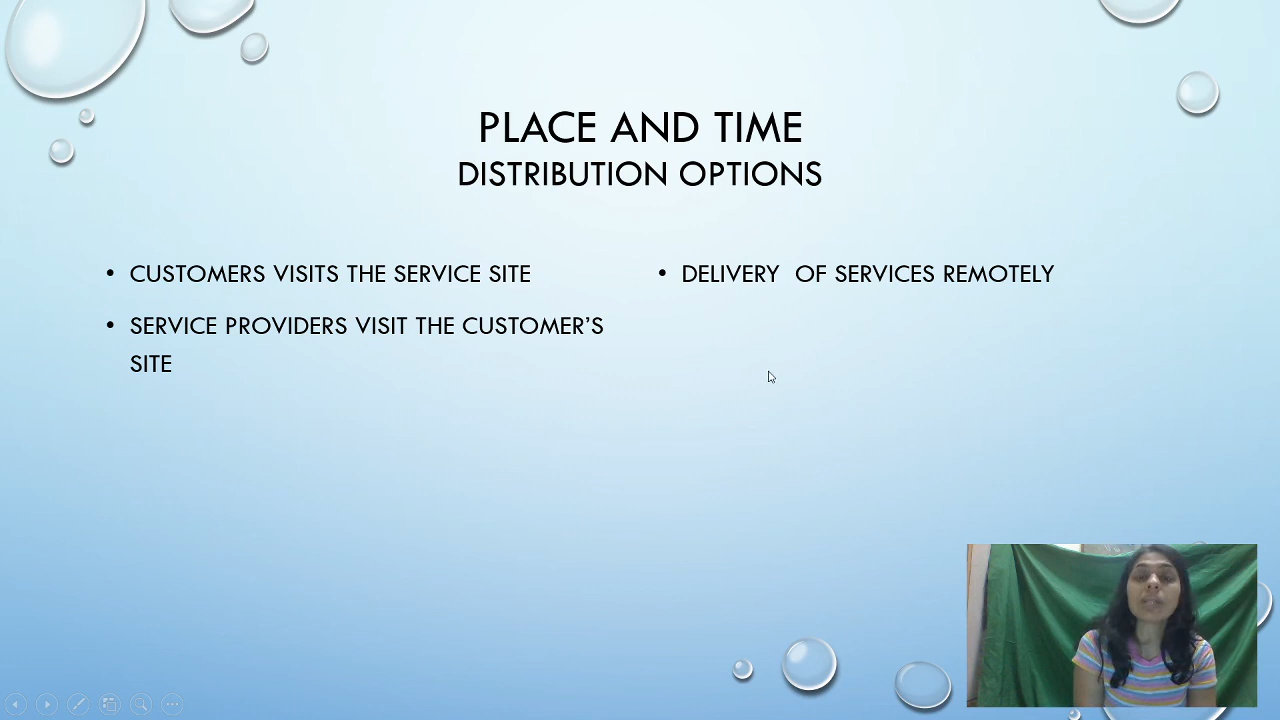 PLACE AND TIME
DISTRIBUTION OPTIONS
• CUSTOMERS VISITS THE SERVICE SITE
• SERVICE PROVIDERS VISIT THE CUSTOMER’S
SITE
• DELIVERY OF SERVICES REMOTELY